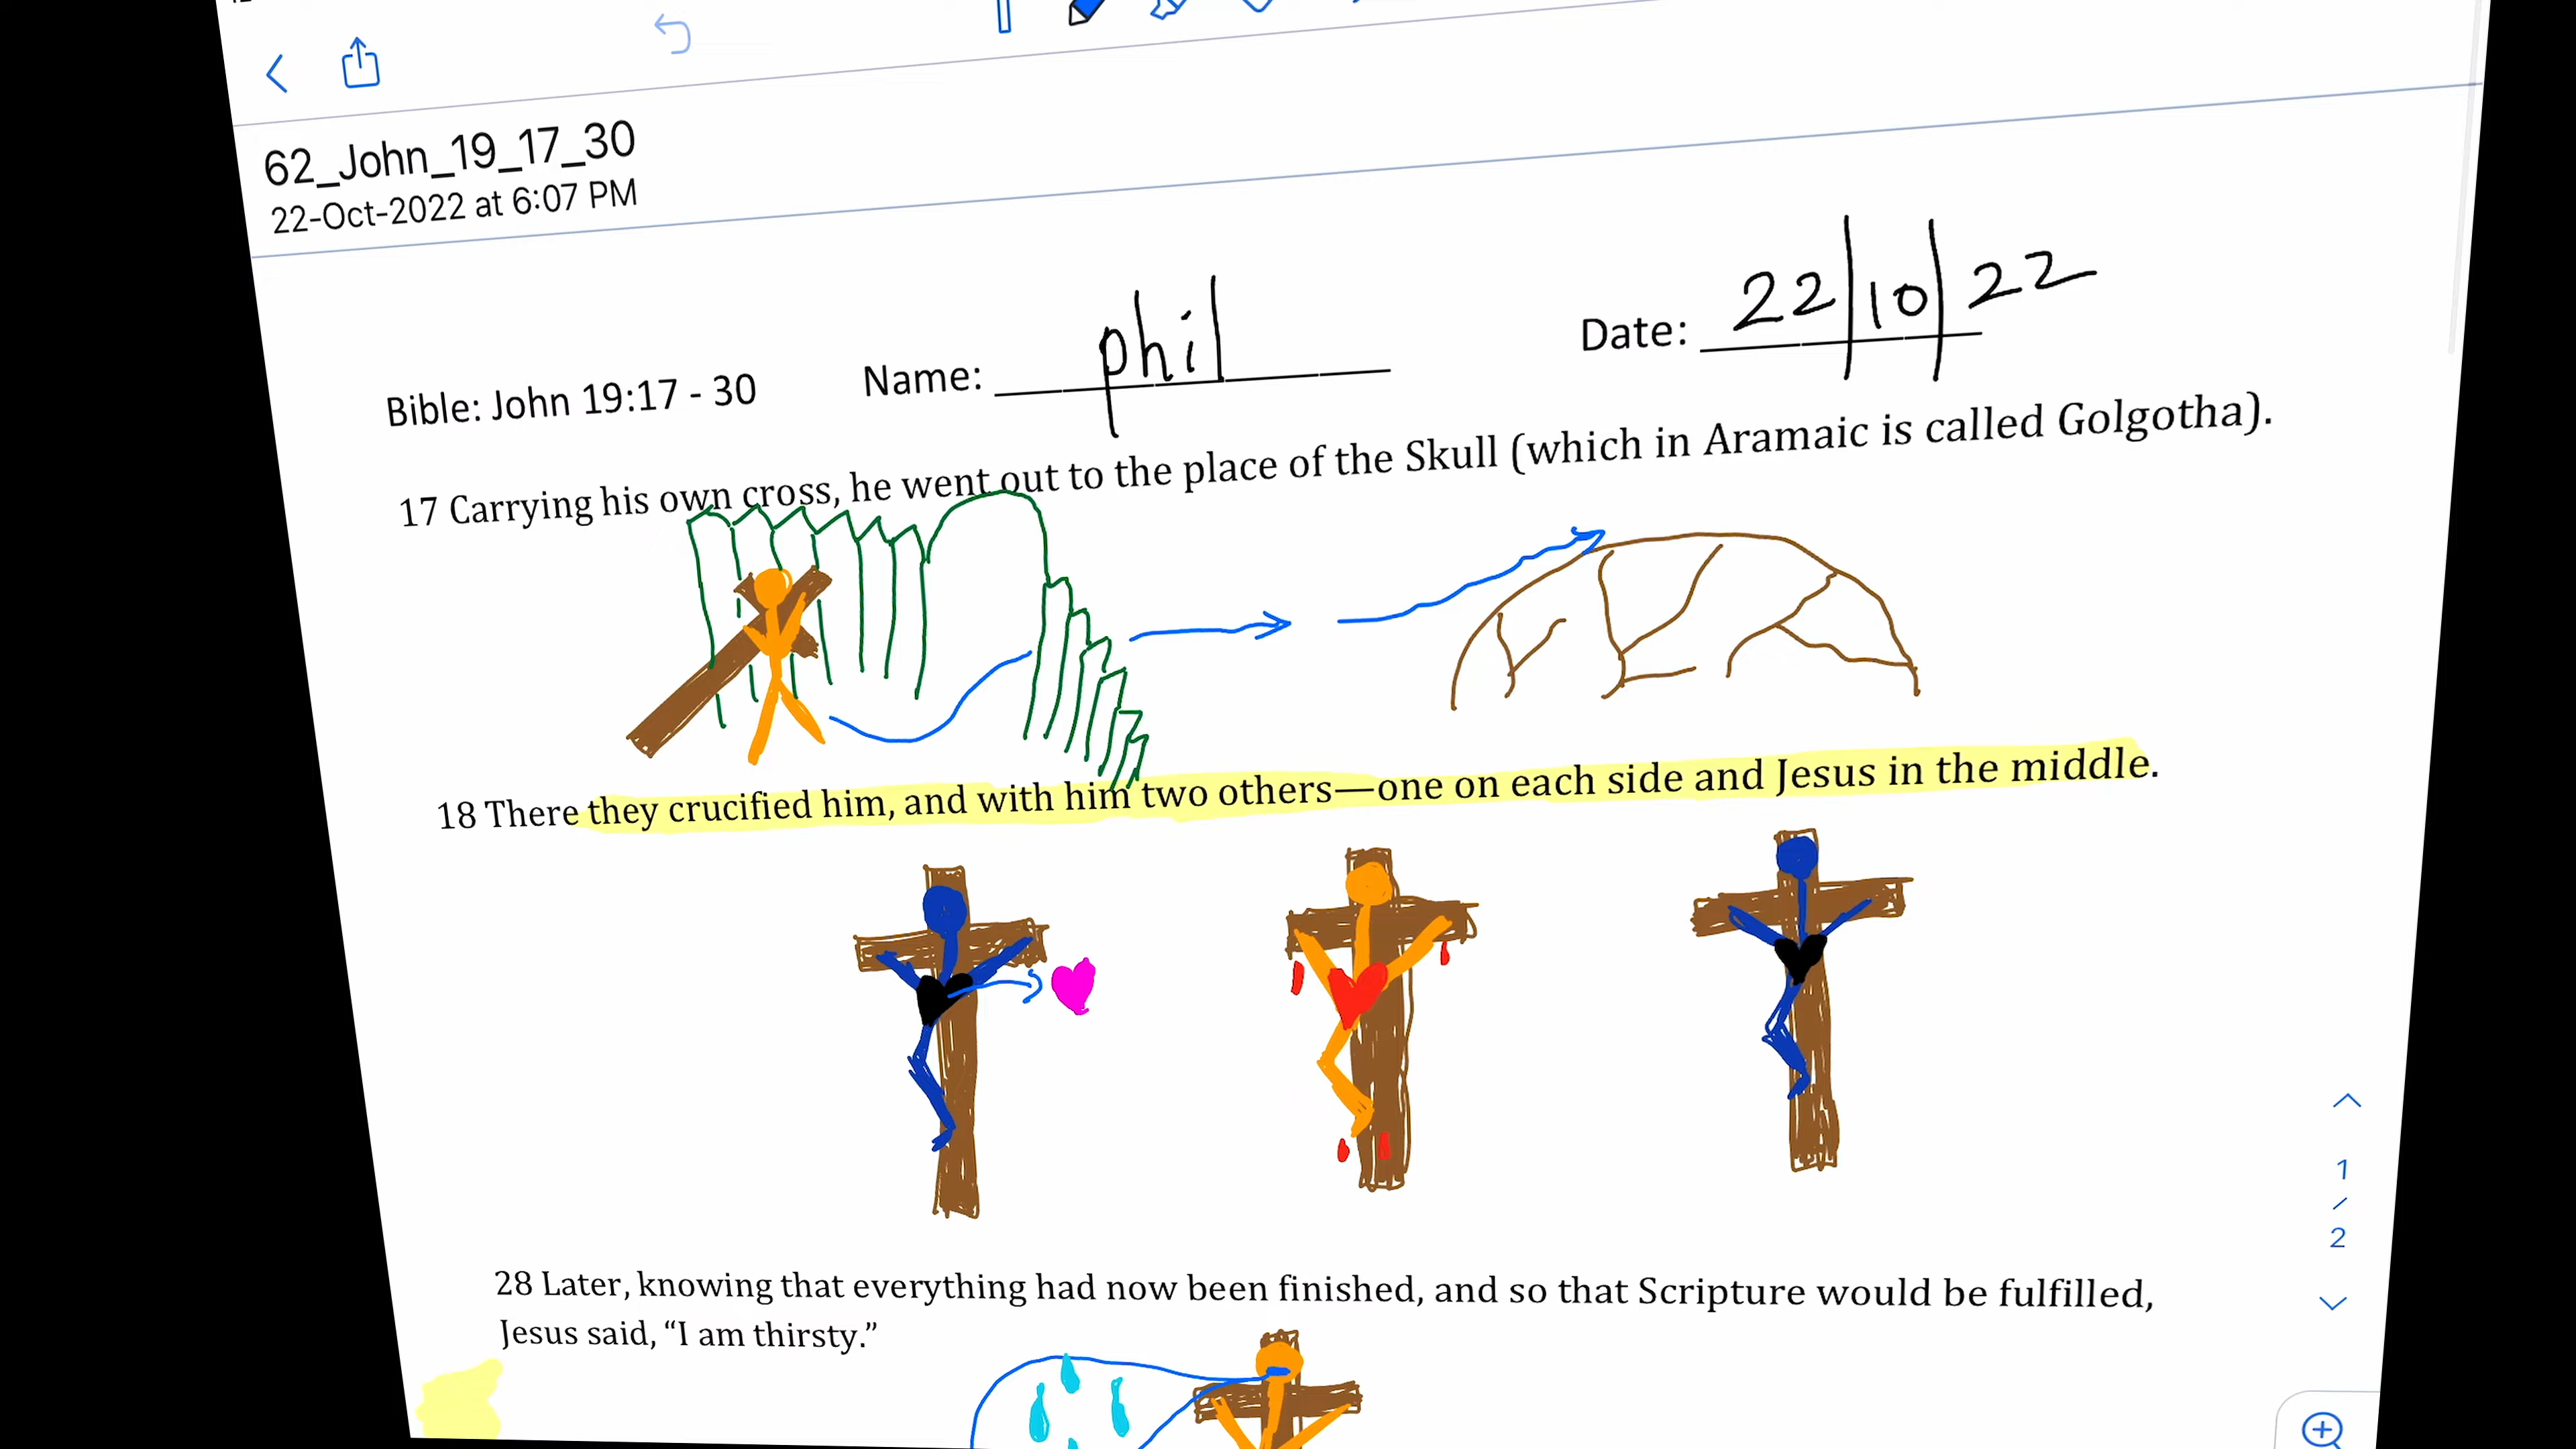 62_John_19_17_30
22-Oct-2022 at 6:07 PM
Bible: John 19:17 - 30 Name: phil Date: 22/10/22
17 Carrying his own cross, he went out to the place of the Skull (which in Aramaic is called Golgotha).
18 There they crucified him, and with him two others—one on each side and Jesus in the middle.
28 Later, knowing that everything had now been finished, and so that Scripture would be fulfilled,
Jesus said, “I am thirsty.”
1
/
2